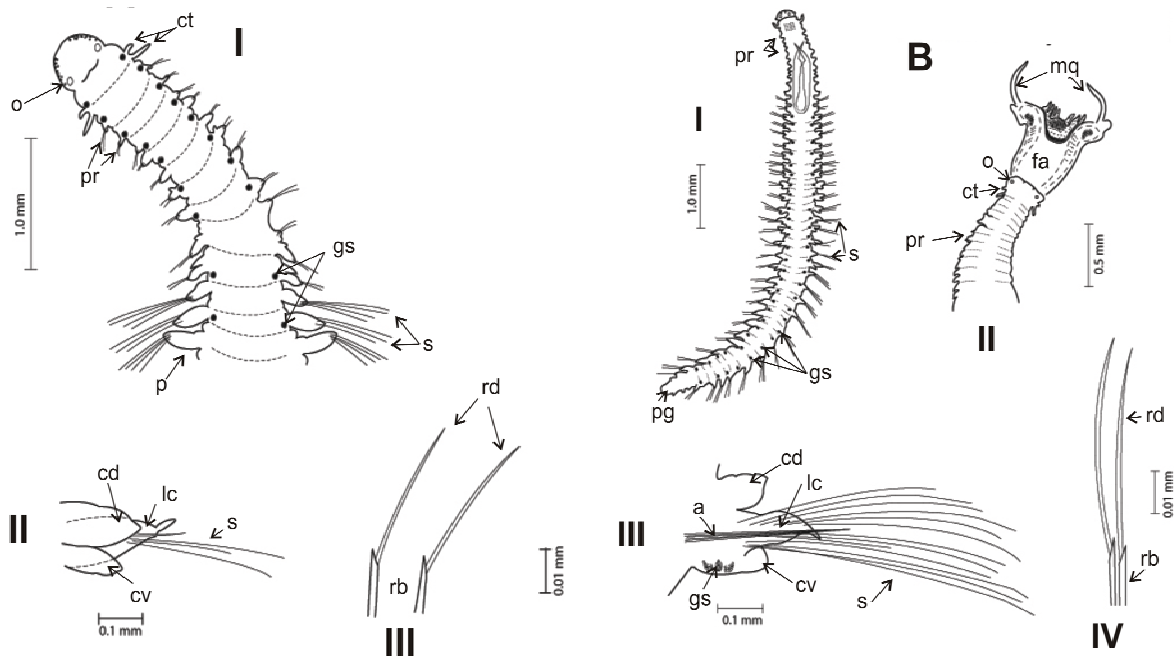 ct
I
o
pr
1.0 mm
gs
s
p
rd
cd
lc
s
II
cv
rb
0.1 mm
0.01 mm
III
pr
B
mq
I
fa
o
ct
1.0 mm
pr
s
0.5 mm
II
gs
pg
rd
cd
lc
a
0.01 mm
III
gs
cv
s
rb
0.1 mm
IV